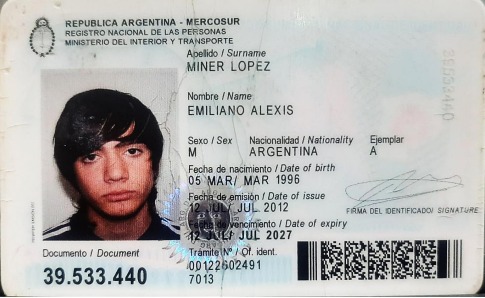 REPUBLICA ARGENTINA - MERCOSUR
REGISTRO NACIONAL DE LAS PERSONAS
MINISTERIO DEL INTERIOR Y TRANSPORTE
Apellido / Surname
MINER LOPEZ
Nombre / Name
EMILIANO ALEXIS
Sexo / Sex Nacionalidad / Nationality Ejemplar
M ARGENTINA A
Fecha de nacimiento / Date of birth
05 MAR/ MAR 1996
Fecha de emisión / Date of issue
12 JUL/ JUL 2012
FIRMA DEL IDENTIFICADO/ SIGNATURE
Fecha de vencimiento / Date of expiry
12 JUL/ JUL 2027
Documento / Document
39.533.440
Trámite Nº / Of. ident.
00122602491
7013